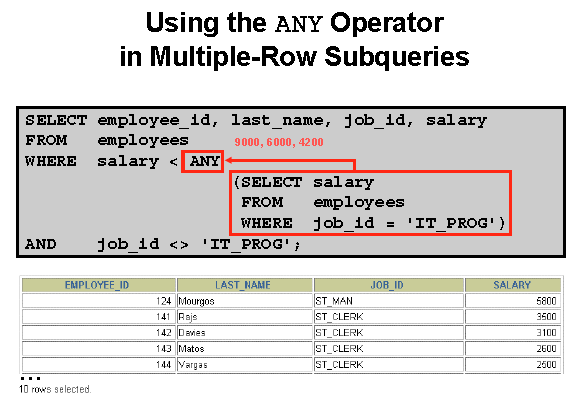 Using the ANY Operator
in Multiple-Row Subqueries
SELECT employee_id, last_name, job_id, salary
FROM employees 9000, 6000, 4200
WHERE salary < ANY
(SELECT salary
FROM employees
WHERE job_id = 'IT_PROG')
AND job_id <> 'IT_PROG';
EMPLOYEE_ID LAST_NAME JOB_ID SALARY
124 Mourgos ST_MAN 5800
141 Rajs ST_CLERK 3500
142 Davies ST_CLERK 3100
143 Matos ST_CLERK 2600
144 Vargas ST_CLERK 2500
...
10 rows selected.